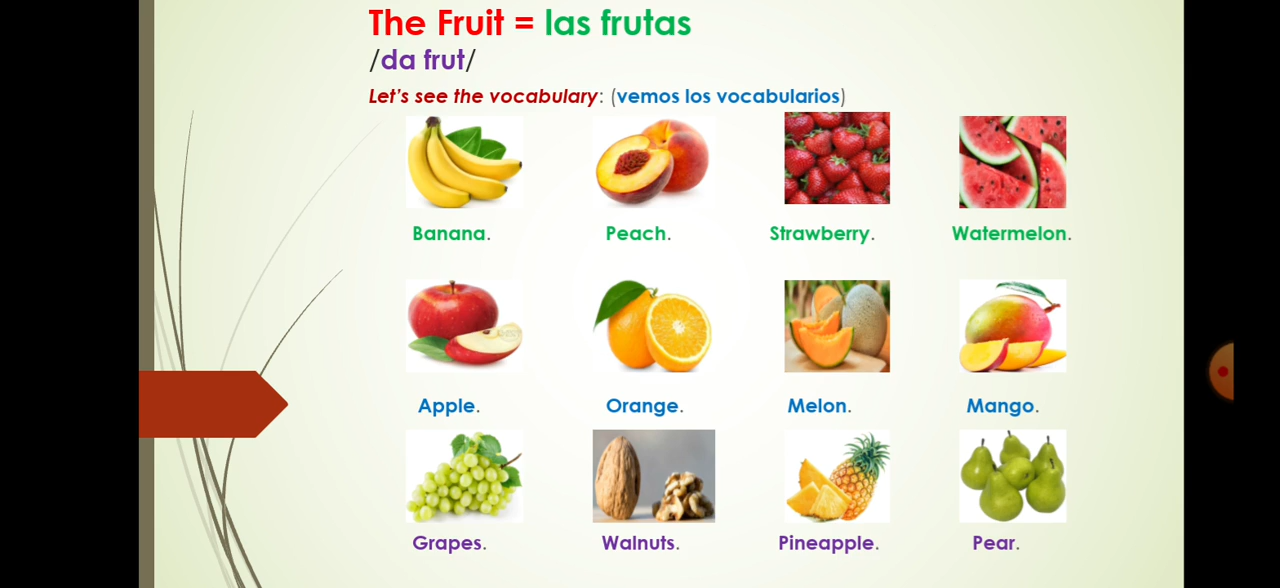 The Fruit = las frutas
/da frut/
Let's see the vocabulary: (vemos los vocabularios)
Banana. Peach. Strawberry. Watermelon.
Apple. Orange. Melon. Mango.
Grapes. Walnuts. Pineapple. Pear.